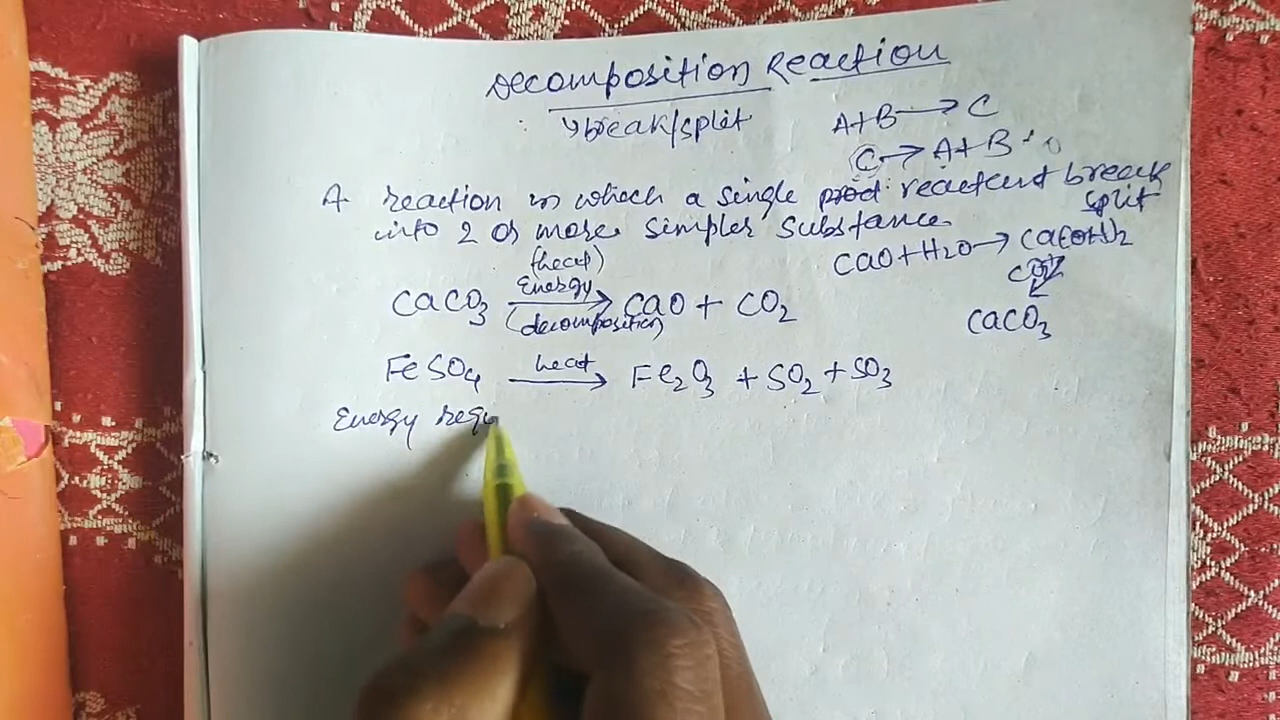 Decomposition Reaction
↳break/split
A+B → C
C → A+B +
A reaction in which a single prod reactant break
split
into 2 or more simpler substance
CaO+H2O → Ca(OH)2
(heat)
Energy
CaCO3 → CaO + CO2
(decomposition)
CaCO3
heat
FeSO4 → Fe2O3 + SO2 + SO3
Energy requ